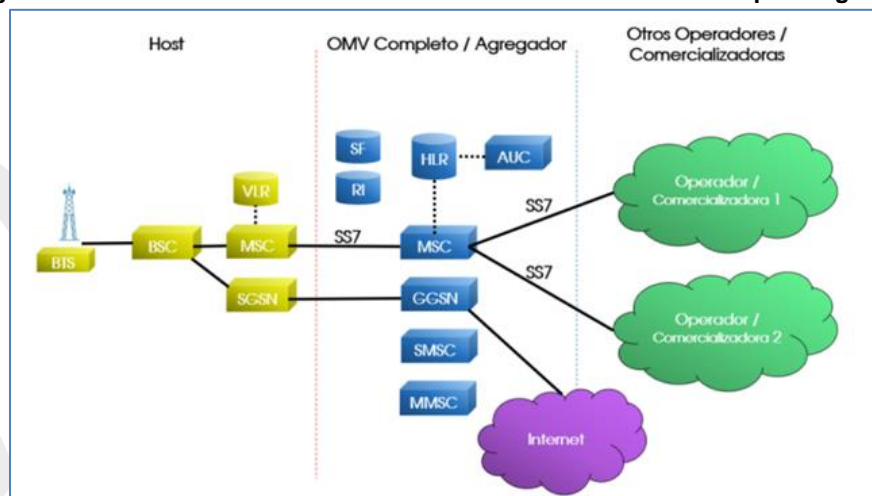 Host
OMV Completo / Agregador
Otros Operadores /
Comercializadoras
SF
HLR
AUC
RI
VLR
SS7
Operador /
Comercializadora 1
BTS
BSC
MSC
SS7
MSC
SS7
SGSN
GGSN
Operador /
Comercializadora 2
SMSC
MMSC
Internet